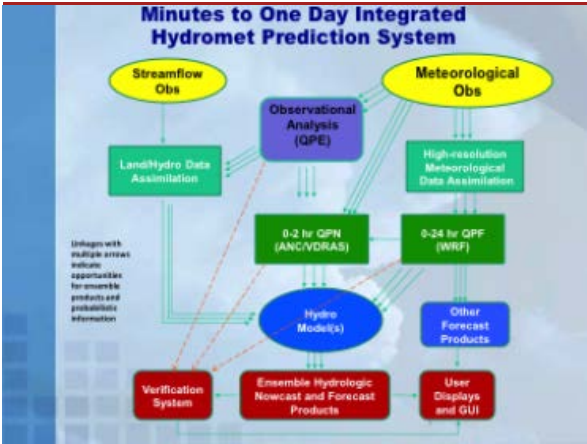 Minutes to One Day Integrated
Hydromet Prediction System
Streamflow
Obs
Meteorological
Obs
Observational
Analysis
(QPE)
Land/Hydro Data
Assimilation
High-resolution
Meteorological
Data Assimilation
0-2 hr QPN
(ANC/VDRAS)
0-24 hr QPF
(WRF)
Linkages with
multiple arrows
indicate
opportunities
for ensemble
products and
probabilistic
information
Hydro
Model(s)
Other
Forecast
Products
Verification
System
Ensemble Hydrologic
Nowcast and Forecast
Products
User
Displays
and GUI